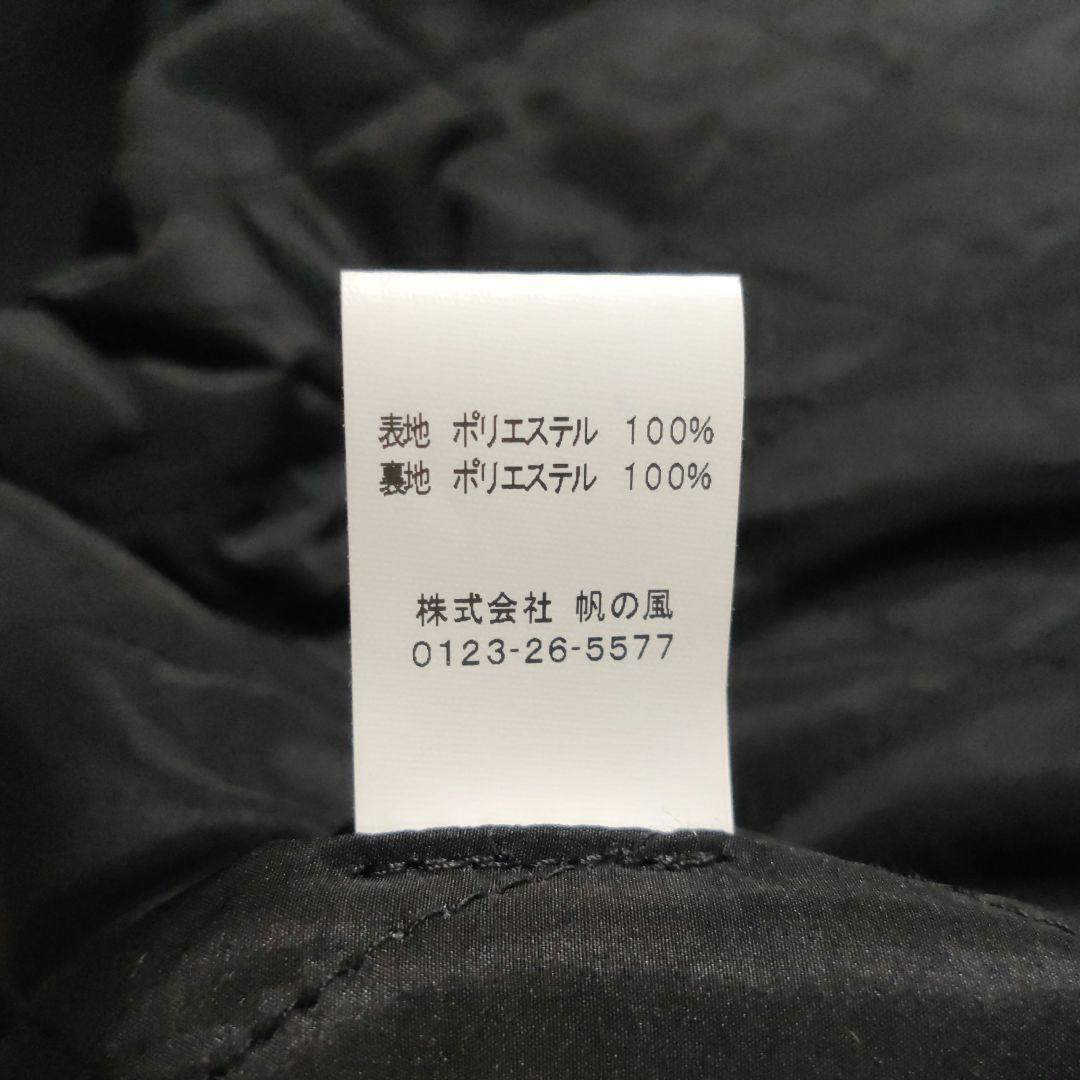 表地 ポリエステル 100%
裏地 ポリエステル 100%
株式会社 帆の風
0123-26-5577